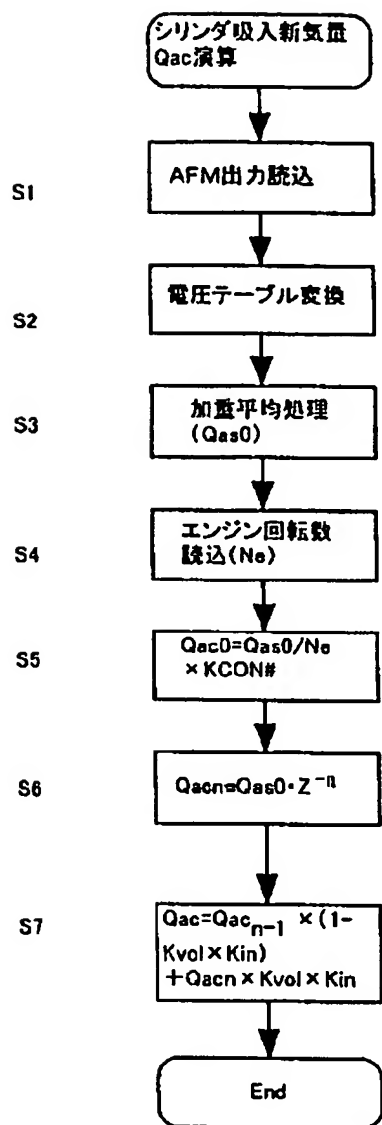 シリンダ吸入新気量
Qac演算
S1
AFM出力読込
S2
電圧テーブル変換
S3
加重平均処理
(Qas0)
S4
エンジン回転数
読込(Ne)
S5
Qac0=Qas0/Ne
×KCON#
S6
Qacn=Qas0・Z⁻ⁿ
S7
Qac=Qacₙ₋₁ ×(1-
Kvol×Kin)
+Qacn×Kvol×Kin
End